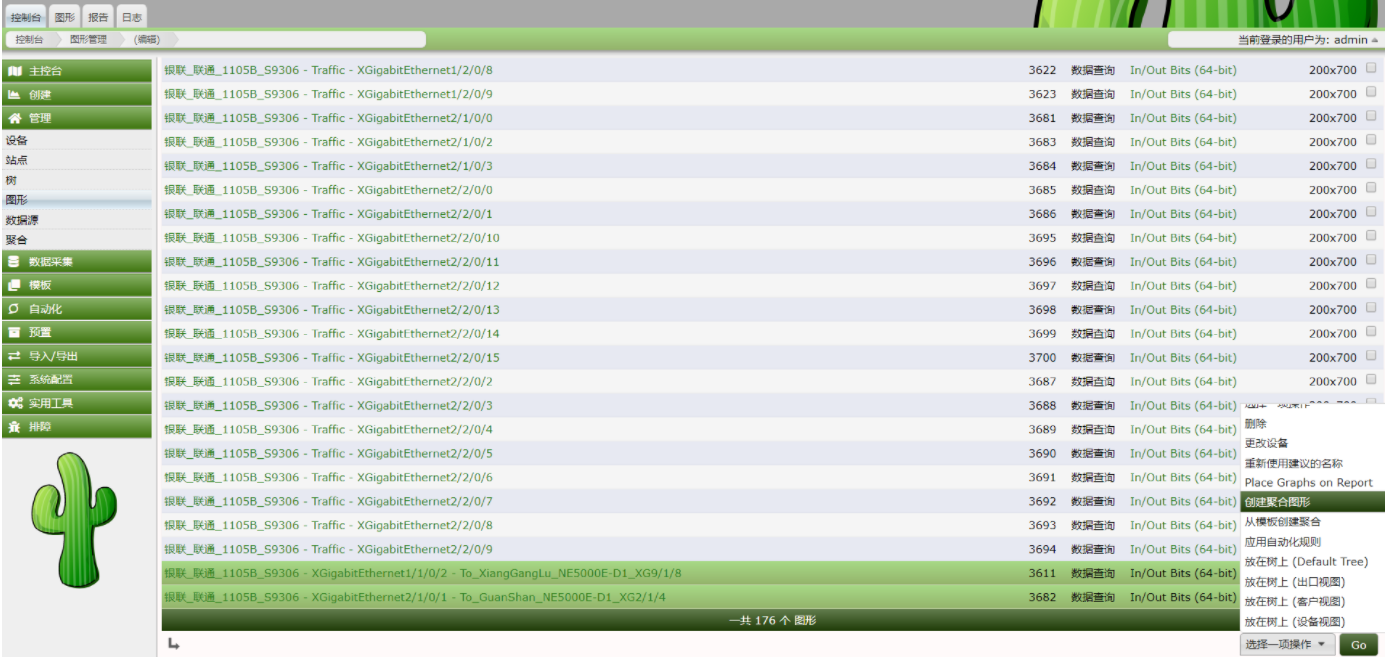 控制台 图形 报告 日志
控制台 图形管理 (编辑) 当前登录的用户为: admin
主控台
创建
管理
设备
站点
树
图形
数据源
聚合
数据采集
模板
自动化
预置
导入/导出
系统配置
实用工具
排障
银联_联通_1105B_S9306 - Traffic - XGigabitEthernet1/2/0/8 3622 数据查询 In/Out Bits (64-bit) 200x700
银联_联通_1105B_S9306 - Traffic - XGigabitEthernet1/2/0/9 3623 数据查询 In/Out Bits (64-bit) 200x700
银联_联通_1105B_S9306 - Traffic - XGigabitEthernet2/1/0/0 3681 数据查询 In/Out Bits (64-bit) 200x700
银联_联通_1105B_S9306 - Traffic - XGigabitEthernet2/1/0/2 3683 数据查询 In/Out Bits (64-bit) 200x700
银联_联通_1105B_S9306 - Traffic - XGigabitEthernet2/1/0/3 3684 数据查询 In/Out Bits (64-bit) 200x700
银联_联通_1105B_S9306 - Traffic - XGigabitEthernet2/2/0/0 3685 数据查询 In/Out Bits (64-bit) 200x700
银联_联通_1105B_S9306 - Traffic - XGigabitEthernet2/2/0/1 3686 数据查询 In/Out Bits (64-bit) 200x700
银联_联通_1105B_S9306 - Traffic - XGigabitEthernet2/2/0/10 3695 数据查询 In/Out Bits (64-bit) 200x700
银联_联通_1105B_S9306 - Traffic - XGigabitEthernet2/2/0/11 3696 数据查询 In/Out Bits (64-bit) 200x700
银联_联通_1105B_S9306 - Traffic - XGigabitEthernet2/2/0/12 3697 数据查询 In/Out Bits (64-bit) 200x700
银联_联通_1105B_S9306 - Traffic - XGigabitEthernet2/2/0/13 3698 数据查询 In/Out Bits (64-bit) 200x700
银联_联通_1105B_S9306 - Traffic - XGigabitEthernet2/2/0/14 3699 数据查询 In/Out Bits (64-bit) 200x700
银联_联通_1105B_S9306 - Traffic - XGigabitEthernet2/2/0/15 3700 数据查询 In/Out Bits (64-bit) 200x700
银联_联通_1105B_S9306 - Traffic - XGigabitEthernet2/2/0/2 3687 数据查询 In/Out Bits (64-bit) 200x700
银联_联通_1105B_S9306 - Traffic - XGigabitEthernet2/2/0/3 3688 数据查询 In/Out Bits (64-bit)
银联_联通_1105B_S9306 - Traffic - XGigabitEthernet2/2/0/4 3689 数据查询 In/Out Bits (64-bit)
银联_联通_1105B_S9306 - Traffic - XGigabitEthernet2/2/0/5 3690 数据查询 In/Out Bits (64-bit)
银联_联通_1105B_S9306 - Traffic - XGigabitEthernet2/2/0/6 3691 数据查询 In/Out Bits (64-bit)
银联_联通_1105B_S9306 - Traffic - XGigabitEthernet2/2/0/7 3692 数据查询 In/Out Bits (64-bit)
银联_联通_1105B_S9306 - Traffic - XGigabitEthernet2/2/0/8 3693 数据查询 In/Out Bits (64-bit)
银联_联通_1105B_S9306 - Traffic - XGigabitEthernet2/2/0/9 3694 数据查询 In/Out Bits (64-bit)
银联_联通_1105B_S9306 - XGigabitEthernet1/1/0/2 - To_XiangGangLu_NE5000E-D1_XG9/1/8 3611 数据查询 In/Out Bits (64-bit)
银联_联通_1105B_S9306 - XGigabitEthernet2/1/0/1 - To_GuanShan_NE5000E-D1_XG2/1/4 3682 数据查询 In/Out Bits (64-bit)
一共 176 个 图形
删除
更改设备
重新使用建议的名称
Place Graphs on Report
创建聚合图形
从模板创建聚合
应用自动化规则
放在树上 (Default Tree)
放在树上 (出口视图)
放在树上 (客户视图)
放在树上 (设备视图)
选择一项操作 Go